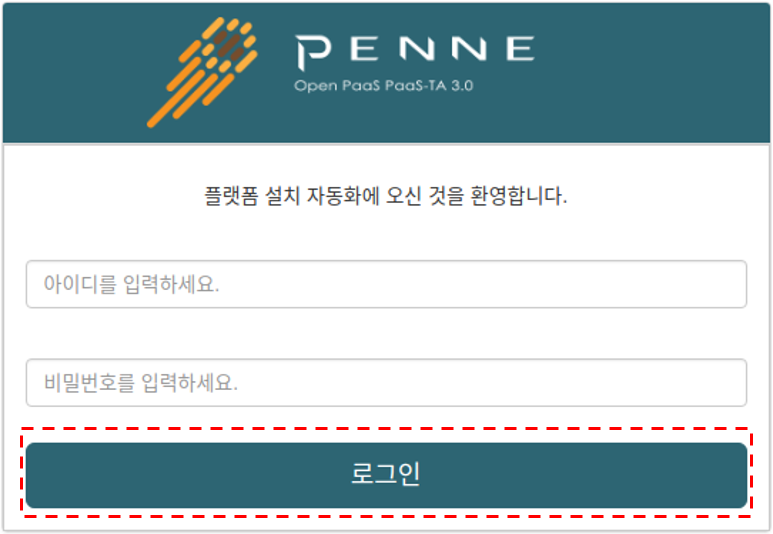 PENNE
Open PaaS PaaS-TA 3.0
플랫폼 설치 자동화에 오신 것을 환영합니다.
아이디를 입력하세요.
비밀번호를 입력하세요.
로그인